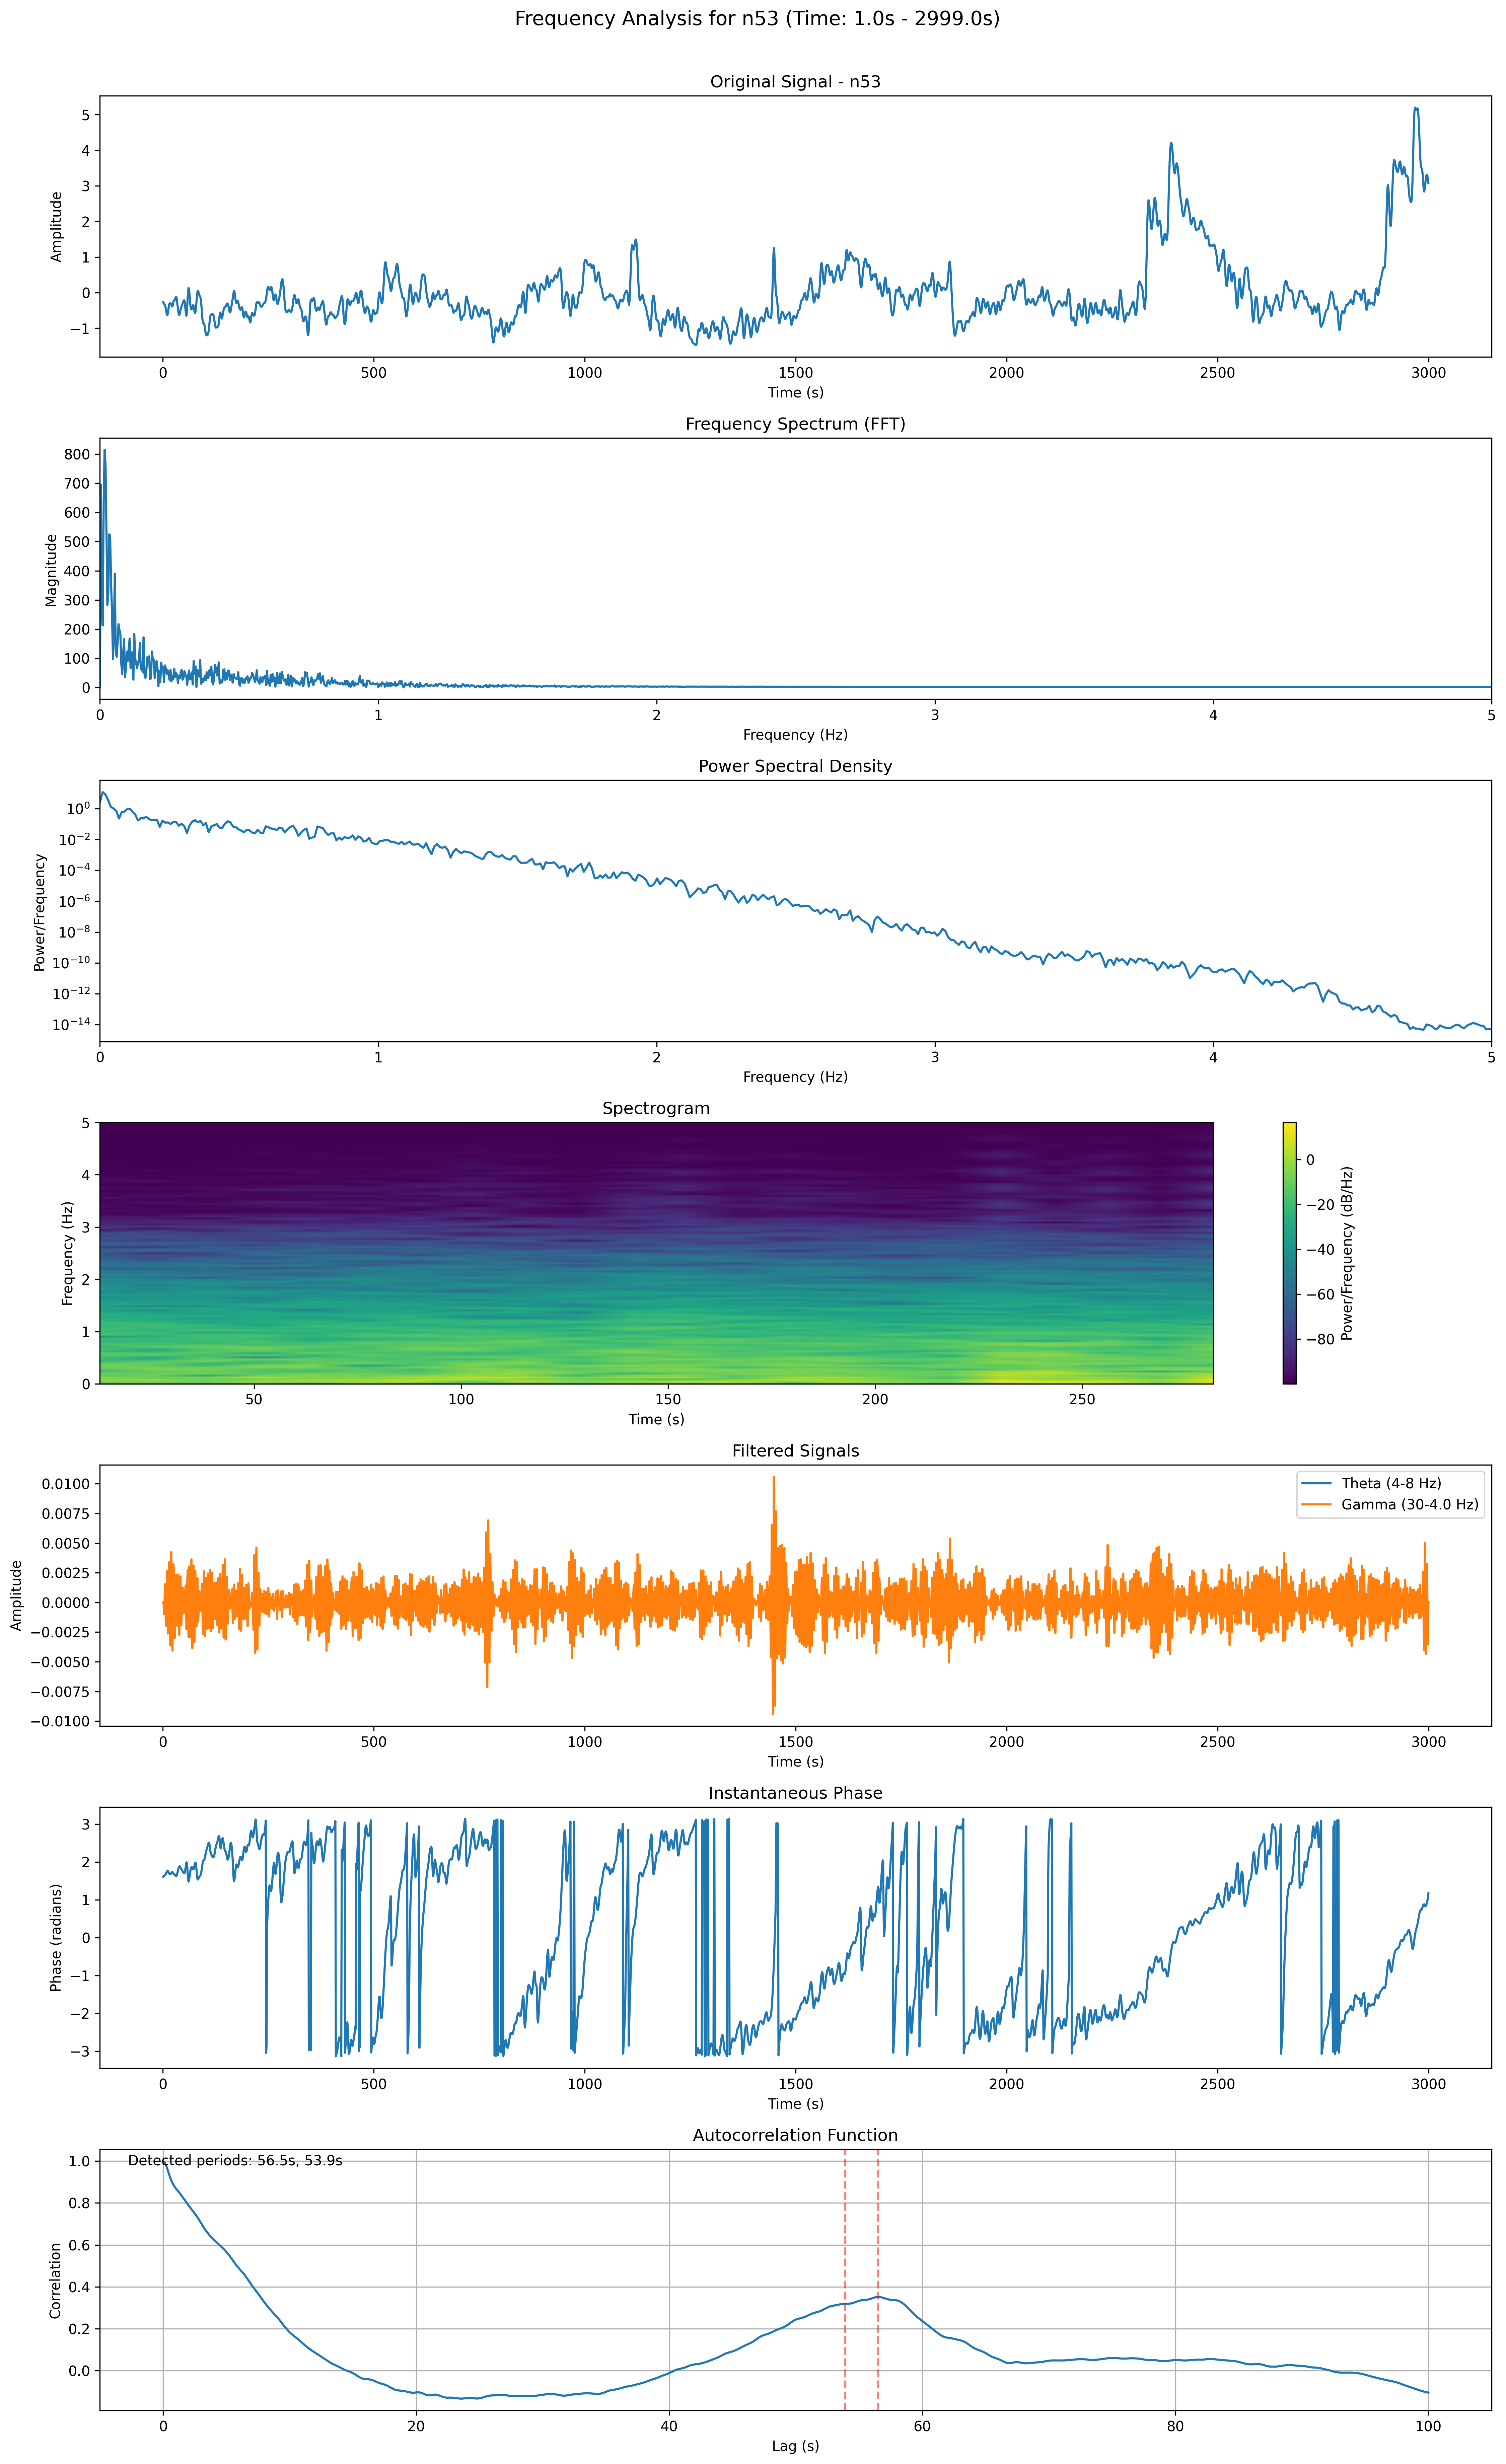 Frequency Analysis for n53 (Time: 1.0s - 2999.0s)
Original Signal - n53
Amplitude
5
4
3
2
1
0
−1
0 500 1000 1500 2000 2500 3000
Time (s)
Frequency Spectrum (FFT)
Magnitude
800
700
600
500
400
300
200
100
0
0 1 2 3 4 5
Frequency (Hz)
Power Spectral Density
Power/Frequency
10⁰
10⁻²
10⁻⁴
10⁻⁶
10⁻⁸
10⁻¹⁰
10⁻¹²
10⁻¹⁴
0 1 2 3 4 5
Frequency (Hz)
Spectrogram
Frequency (Hz)
5
4
3
2
1
0
50 100 150 200 250
Time (s)
0
−20
−40
−60
−80
Power/Frequency (dB/Hz)
Filtered Signals
Amplitude
0.0100
0.0075
0.0050
0.0025
0.0000
−0.0025
−0.0050
−0.0075
−0.0100
Theta (4-8 Hz)
Gamma (30-4.0 Hz)
0 500 1000 1500 2000 2500 3000
Time (s)
Instantaneous Phase
Phase (radians)
3
2
1
0
−1
−2
−3
0 500 1000 1500 2000 2500 3000
Time (s)
Autocorrelation Function
Detected periods: 56.5s, 53.9s
Correlation
1.0
0.8
0.6
0.4
0.2
0.0
0 20 40 60 80 100
Lag (s)